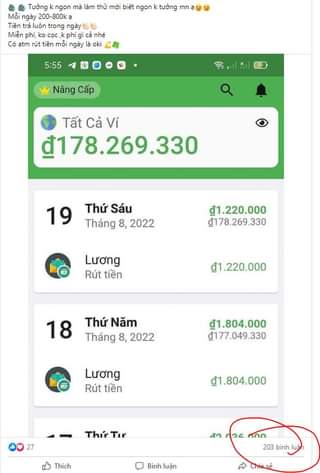 Tưởng k ngon mà làm thử mới biết ngon k tưởng mn ạ
Mỗi ngày 200-800k ạ
Tiền trả luôn trong ngày
Miễn phí, ko cọc ,k phí gì cả nhé
Có atm rút tiền mỗi ngày là oki
5:55
Nâng Cấp
Tất Cả Ví
₫178.269.330
19 Thứ Sáu ₫1.220.000
Tháng 8, 2022 ₫178.269.330
Lương
Rút tiền ₫1.220.000
18 Thứ Năm ₫1.804.000
Tháng 8, 2022 ₫177.049.330
Lương
Rút tiền ₫1.804.000
17 Thứ Tư
27 203 bình luận
Thích Bình luận Chia sẻ